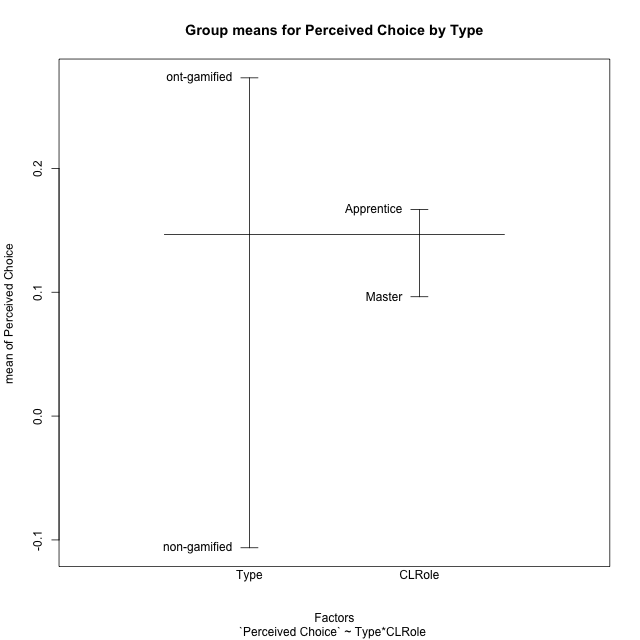 Group means for Perceived Choice by Type
ont-gamified
0.2
Apprentice
mean of Perceived Choice
0.1
Master
0.0
-0.1
non-gamified
Type CLRole
Factors
`Perceived Choice` ~ Type*CLRole